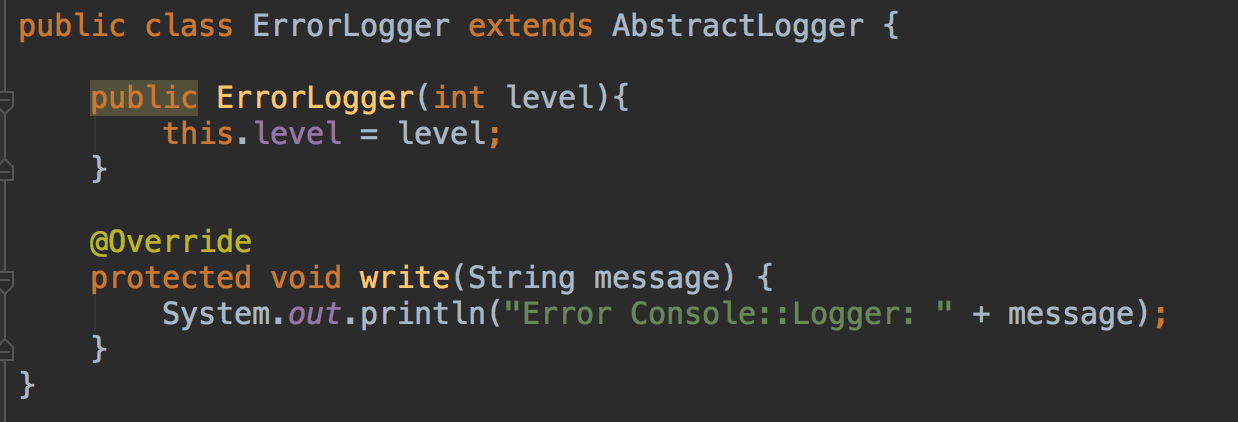 public class ErrorLogger extends AbstractLogger {
    public ErrorLogger(int level){
        this.level = level;
    }
    @Override
    protected void write(String message) {
        System.out.println("Error Console::Logger: " + message);
    }
}